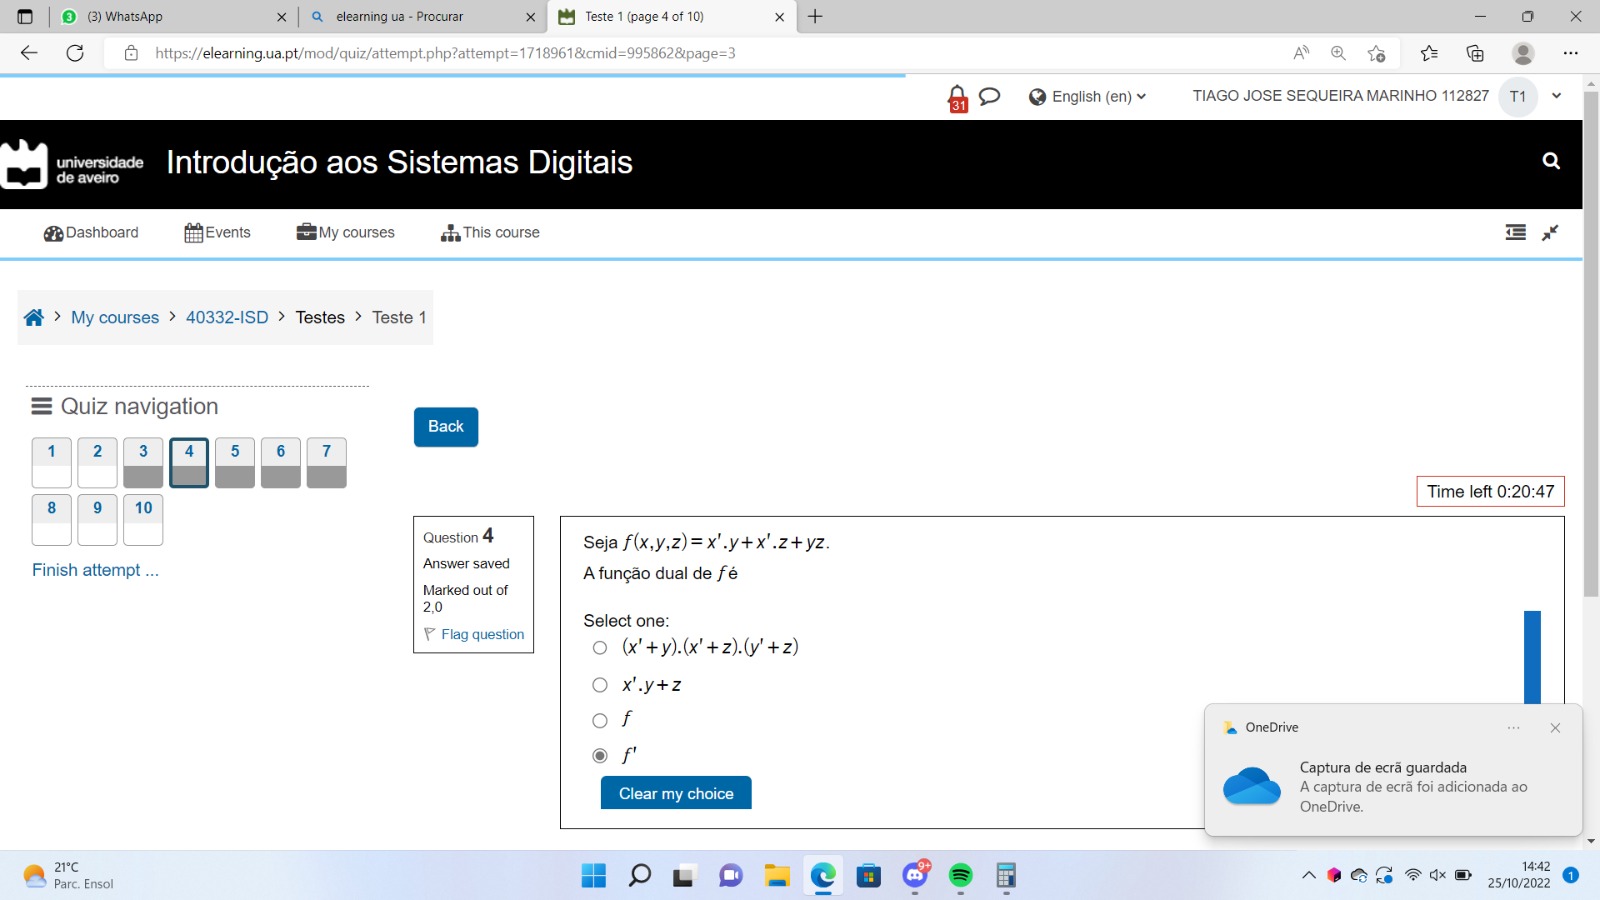 (3) WhatsApp
elearning ua - Procurar
Teste 1 (page 4 of 10)
https://elearning.ua.pt/mod/quiz/attempt.php?attempt=1718961&cmid=995862&page=3
31
English (en)
TIAGO JOSE SEQUEIRA MARINHO 112827
T1
universidade
de aveiro
Introdução aos Sistemas Digitais
Dashboard
Events
My courses
This course
My courses > 40332-ISD > Testes > Teste 1
Quiz navigation
1 2 3 4 5 6 7
8 9 10
Finish attempt ...
Back
Time left 0:20:47
Question 4
Answer saved
Marked out of
2,0
Flag question
Seja f(x,y,z)=x'.y+x'.z+yz.
A função dual de f é
Select one:
(x'+y).(x'+z).(y'+z)
x'.y+z
f
f'
Clear my choice
OneDrive
Captura de ecrã guardada
A captura de ecrã foi adicionada ao
OneDrive.
21°C
Parc. Ensol
9+
14:42
25/10/2022
1